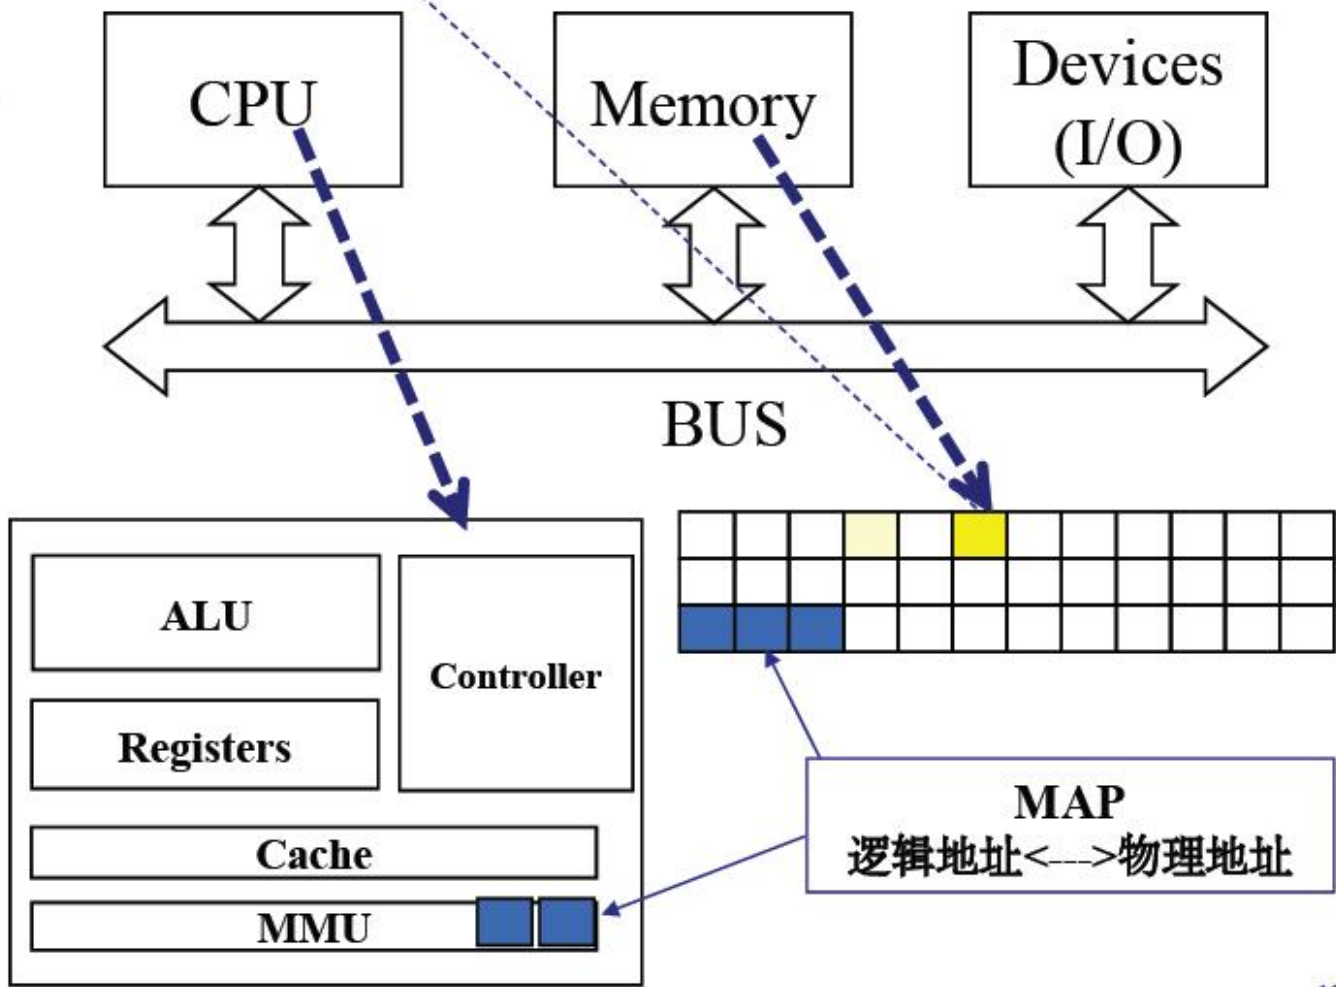 CPU
Memory
Devices
(I/O)
BUS
ALU
Controller
Registers
Cache
MMU
MAP
逻辑地址<--->物理地址